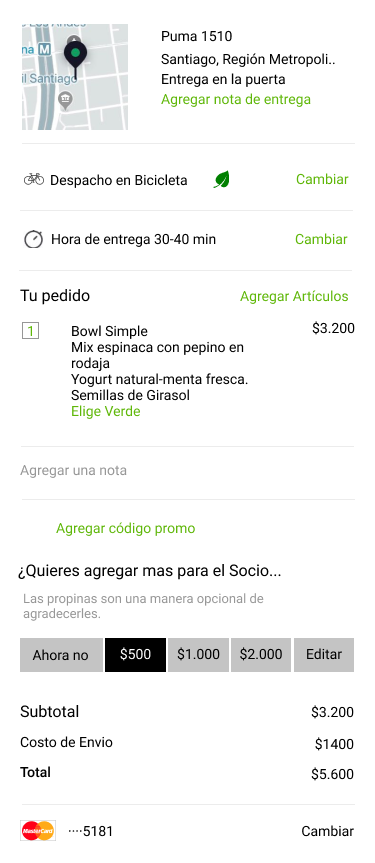 na M
il Santiago
Puma 1510
Santiago, Región Metropoli..
Entrega en la puerta
Agregar nota de entrega
Despacho en Bicicleta Cambiar
Hora de entrega 30-40 min Cambiar
Tu pedido Agregar Artículos
1 Bowl Simple $3.200
Mix espinaca con pepino en
rodaja
Yogurt natural-menta fresca.
Semillas de Girasol
Elige Verde
Agregar una nota
Agregar código promo
¿Quieres agregar mas para el Socio...
Las propinas son una manera opcional de
agradecerles.
Ahora no $500 $1.000 $2.000 Editar
Subtotal $3.200
Costo de Envio $1400
Total $5.600
MasterCard ····5181 Cambiar